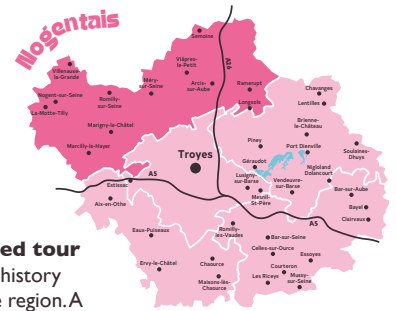 Nogentais
Semoine
Villenauxe-
la-Grande
Viâpres-
le-Petit
A26
Méry-
sur-Seine
Arcis-
sur-Aube
Ramerupt
Chavanges
Nogent-sur-Seine
Romilly-
sur-Seine
La-Motte-Tilly
Longsols
Lentilles
Marigny-le-Châtel
Brienne-
le-Château
Marcilly-le-Hayer
Piney
Port Dienville
Soulaines-
Dhuys
Troyes
Géraudot
Nigloland
Dolancourt
Lusigny-
sur-Barse
Vendeuvre-
sur-Barse
A5
Estissac
Mesnil-
St-Père
Bar-sur-Aube
Aix-en-Othe
Bayel
Clairvaux
A5
Eaux-Puiseaux
Romilly-
les-Vaudes
Bar-sur-Seine
ed tour
Celles-sur-Ource
Essoyes
history
Ervy-le-Châtel
Chaource
Courteron
Les Riceys
Mussy-
sur-Seine
Maisons-lès-
Chaource
e region. A